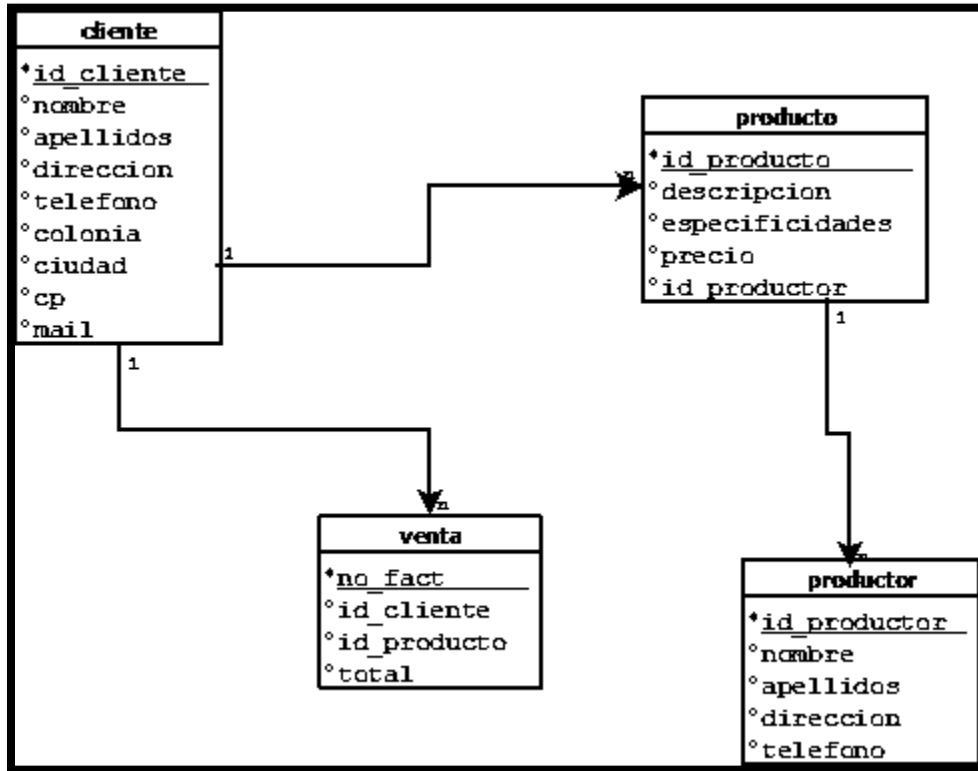 cliente
*id_cliente
°nombre
°apellidos
°direccion
°telefono
°colonia
°ciudad
°cp
°mail
1
1
n
producto
*id_producto
°descripcion
°especificidades
°precio
°id_productor
1
n
venta
*no_fact
°id_cliente
°id_producto
°total
n
productor
*id_productor
°nombre
°apellidos
°direccion
°telefono